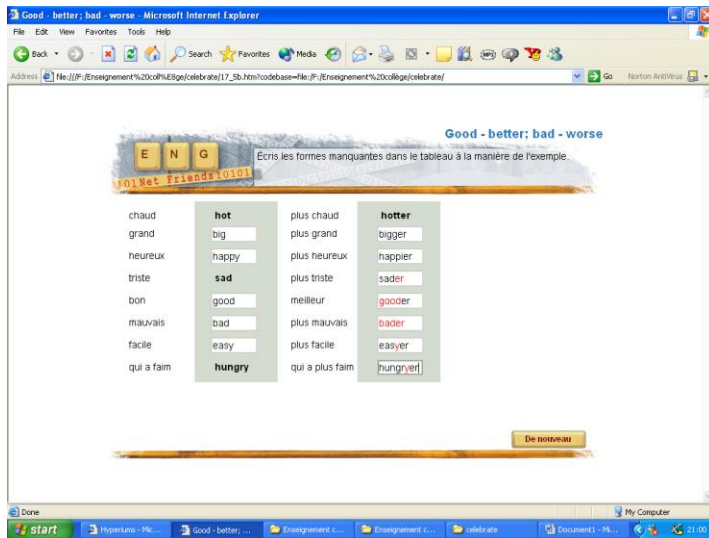 Good - better; bad - worse - Microsoft Internet Explorer
File Edit View Favorites Tools Help
Back Search Favorites Media
Address file:///F:/Enseignement%20coll%E8ge/celebrate/17_5b.htm?codebase=file:/F:/Enseignement%20collège/celebrate/ Go Norton AntiVirus
Good - better; bad - worse
E N G
Écris les formes manquantes dans le tableau à la manière de l'exemple.
101Net Friends10101
chaud hot plus chaud hotter
grand big plus grand bigger
heureux happy plus heureux happier
triste sad plus triste sader
bon good meilleur gooder
mauvais bad plus mauvais bader
facile easy plus facile easyer
qui a faim hungry qui a plus faim hungryer
De nouveau
Done My Computer
start Hyperiums - Mic... Good - better; ... Enseignement c... Enseignement c... celebrate Document1 - Mi... 21:00